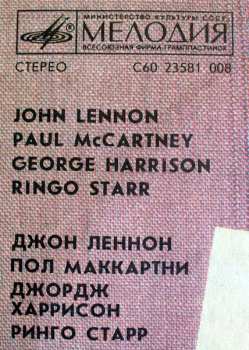 МИНИСТЕРСТВО КУЛЬТУРЫ СССР
МЕЛОДИЯ
ВСЕСОЮЗНАЯ ФИРМА ГРАМПЛАСТИНОК
СТЕРЕО С60 23581 008
JOHN LENNON
PAUL McCARTNEY
GEORGE HARRISON
RINGO STARR
ДЖОН ЛЕННОН
ПОЛ МАККАРТНИ
ДЖОРДЖ
ХАРРИСОН
РИНГО СТАРР